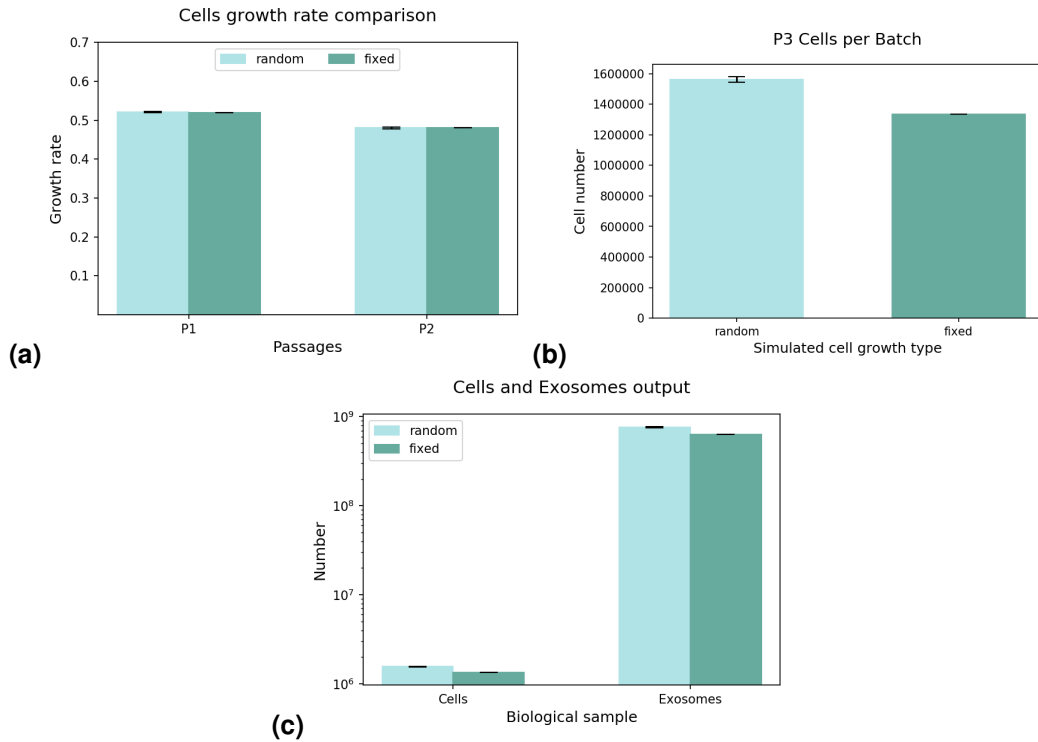 Cells growth rate comparison
0.7
0.6
0.5
0.4
0.3
0.2
0.1
Growth rate
random fixed
P1 P2
Passages
(a)
P3 Cells per Batch
1600000
1400000
1200000
1000000
800000
600000
400000
200000
0
Cell number
random fixed
Simulated cell growth type
(b)
Cells and Exosomes output
10⁹
10⁸
10⁷
10⁶
Number
random
fixed
Cells Exosomes
Biological sample
(c)